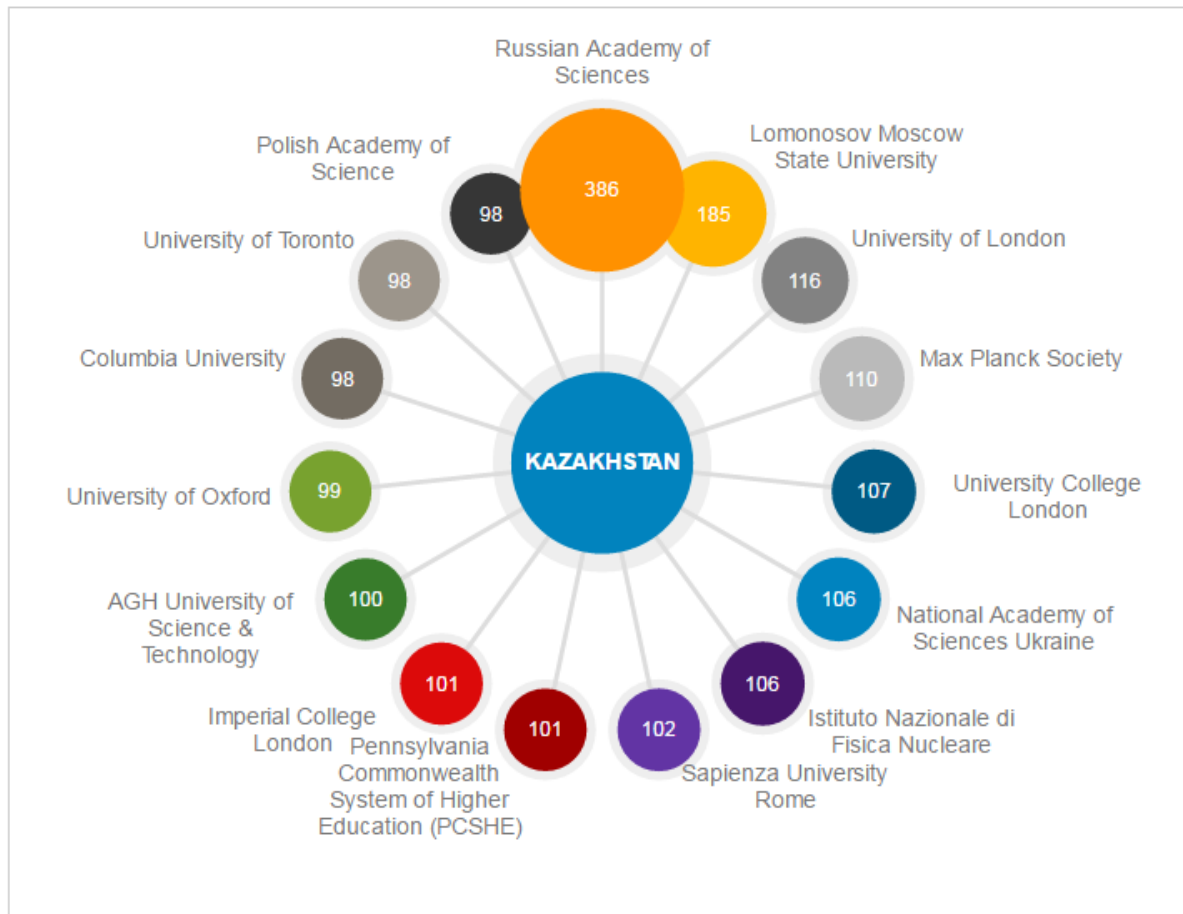 Russian Academy of
Sciences
386
Lomonosov Moscow
State University
185
University of London
116
Max Planck Society
110
University College
London
107
National Academy of
Sciences Ukraine
106
Istituto Nazionale di
Fisica Nucleare
106
Sapienza University
Rome
102
Pennsylvania
Commonwealth
System of Higher
Education (PCSHE)
101
Imperial College
London
101
AGH University of
Science &
Technology
100
University of Oxford
99
Columbia University
98
University of Toronto
98
Polish Academy of
Science
98
KAZAKHSTAN